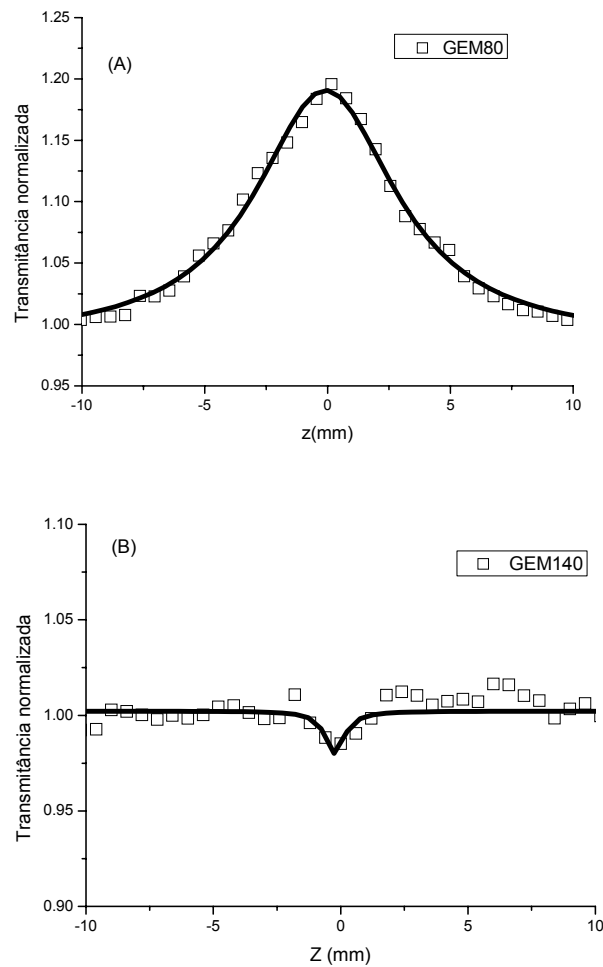 1.25
GEM80
(A)
1.20
1.15
1.10
1.05
1.00
0.95
Transmitância normalizada
-10 -5 0 5 10
z(mm)
1.10
(B)
GEM140
1.05
1.00
0.95
0.90
Transmitância normalizada
-10 -5 0 5 10
Z (mm)